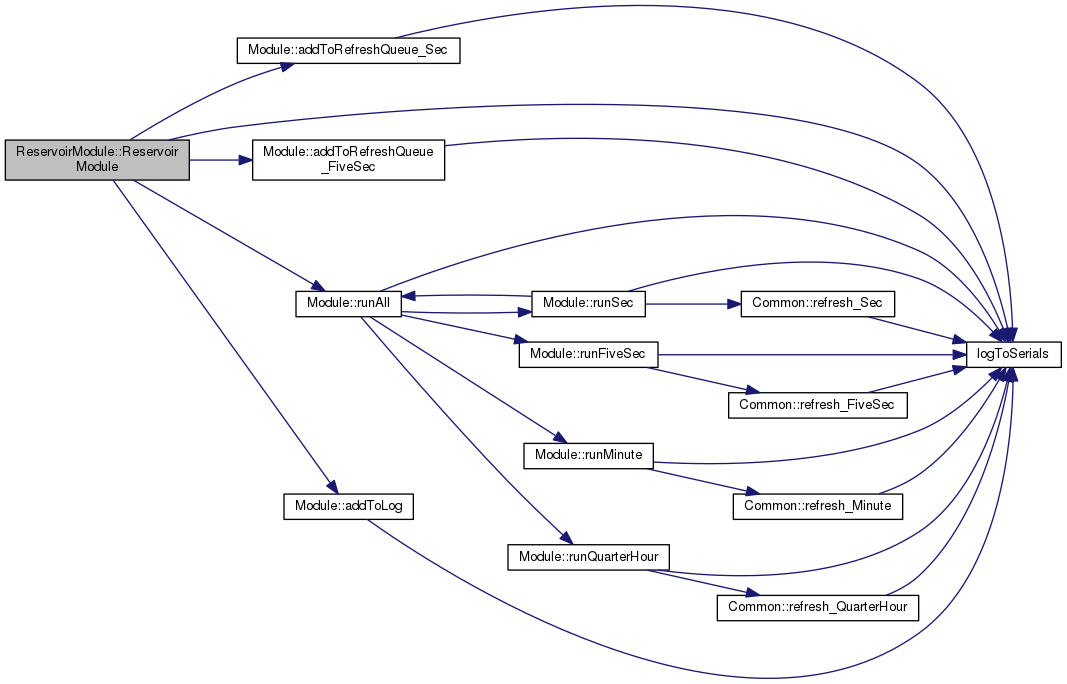 Module::addToRefreshQueue_Sec
ReservoirModule::Reservoir
Module
Module::addToRefreshQueue
_FiveSec
Module::runAll
Module::runSec
Common::refresh_Sec
Module::runFiveSec
logToSerials
Common::refresh_FiveSec
Module::runMinute
Module::addToLog
Common::refresh_Minute
Module::runQuarterHour
Common::refresh_QuarterHour